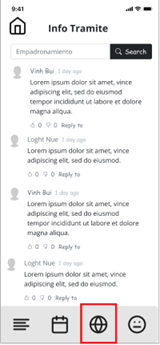 9:41
Info Tramite
Empadronamiento
Search
Vinh Bui 1 day ago
Lorem ipsum dolor sit amet, vince
adipiscing elit, sed do eiusmod
tempor incididunt ut labore et dolore
magna aliqua.
0 0 Reply to
Loght Nue 1 day ago
Lorem ipsum dolor sit amet, vince
adipiscing elit, sed do eiusmod.
0 0 Reply to
Vinh Bui 1 day ago
Lorem ipsum dolor sit amet, vince
adipiscing elit, sed do eiusmod
tempor incididunt ut labore et dolore
magna aliqua.
0 0 Reply to
Loght Nue 1 day ago
Lorem ipsum dolor sit amet, vince
adipiscing elit, sed do eiusmod.
0 0 Reply to